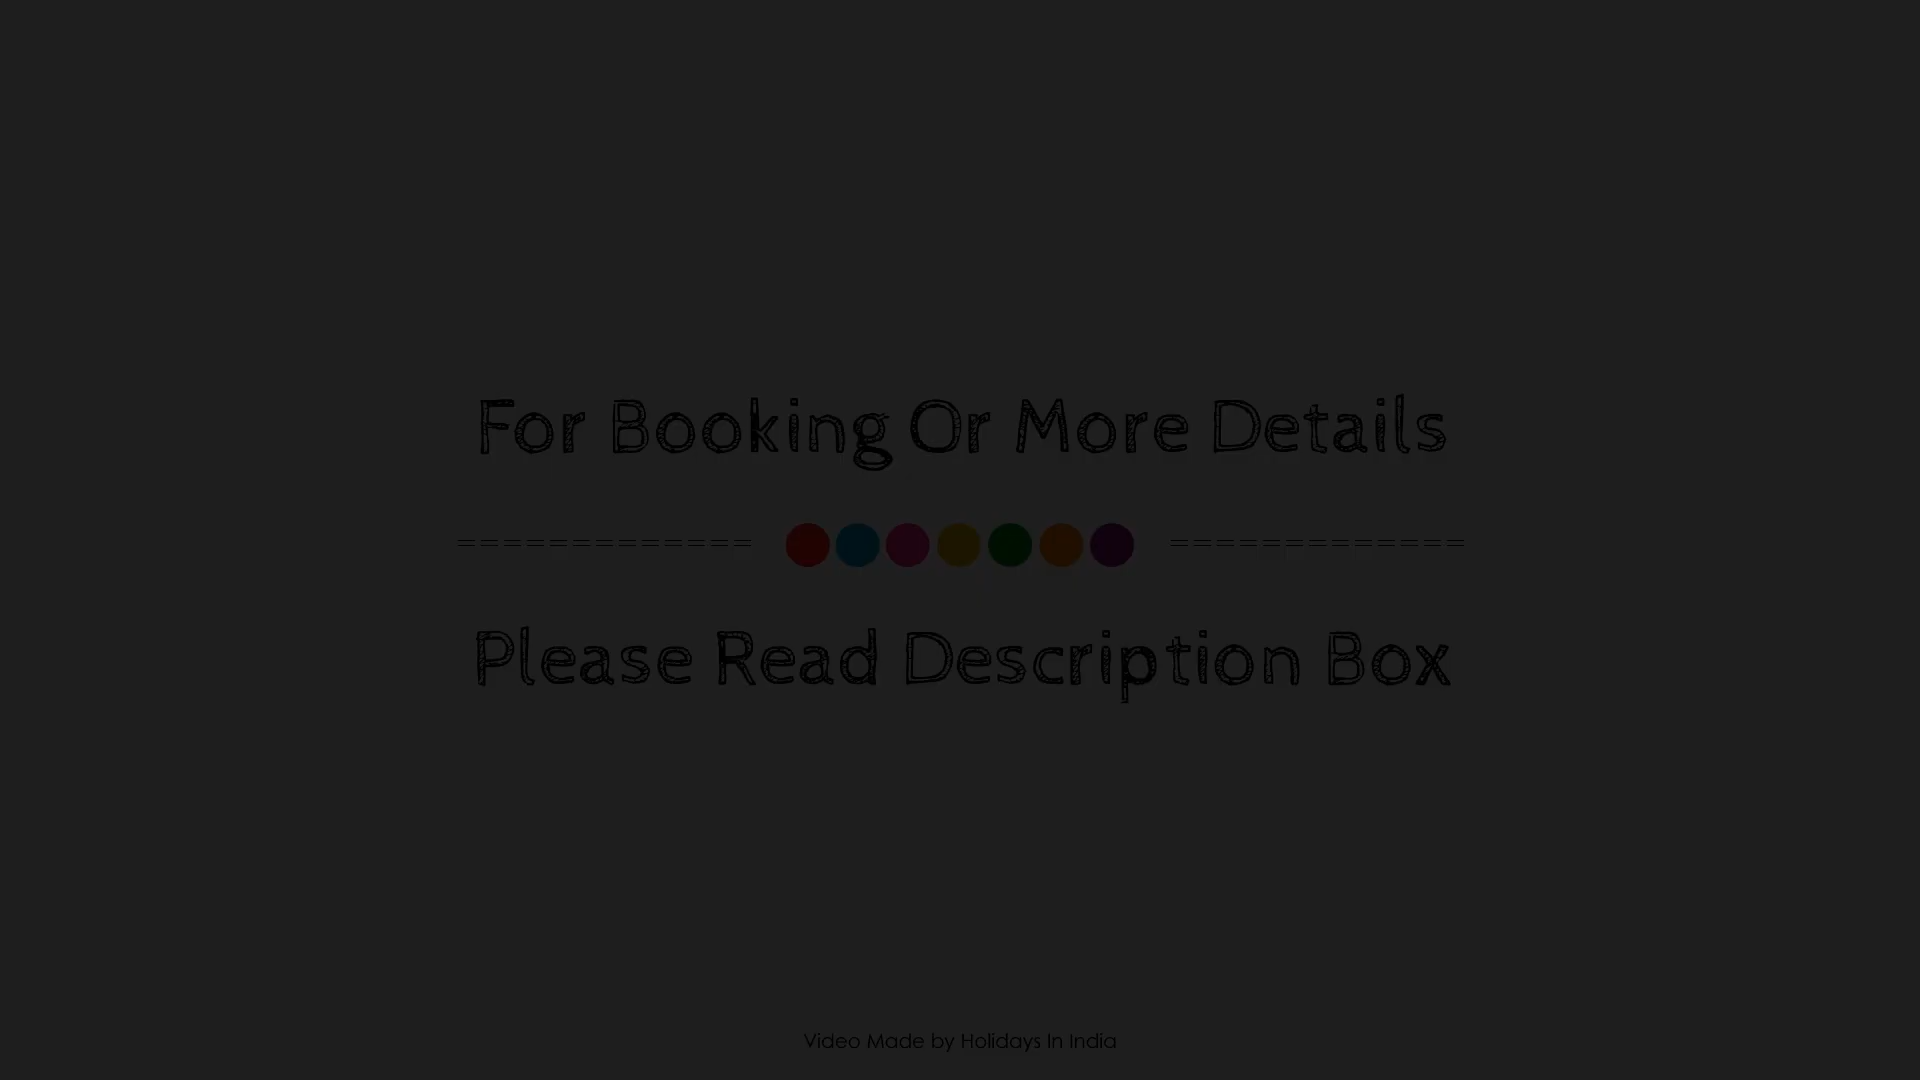 For Booking Or More Details
============= =============
Please Read Description Box
Video Made by Holidays In India